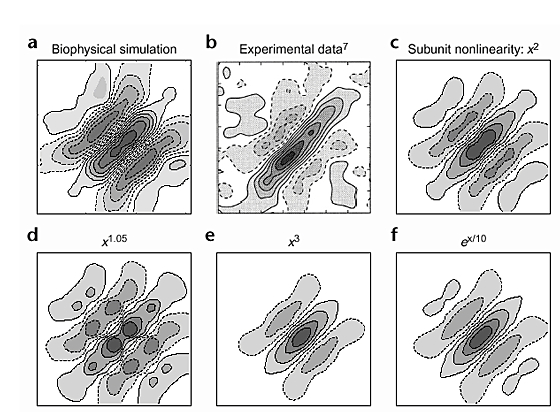 a Biophysical simulation
b Experimental data⁷
c Subunit nonlinearity: x²
d x¹·⁰⁵
e x³
f eˣ/¹⁰